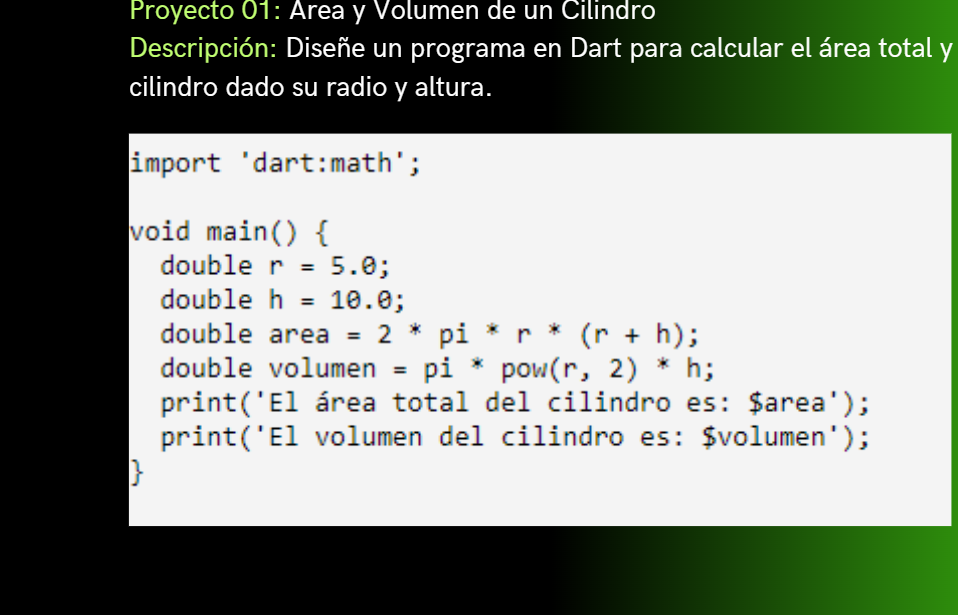 Proyecto 01: Área y Volumen de un Cilindro
Descripción: Diseñe un programa en Dart para calcular el área total y
cilindro dado su radio y altura.
import 'dart:math';
void main() {
  double r = 5.0;
  double h = 10.0;
  double area = 2 * pi * r * (r + h);
  double volumen = pi * pow(r, 2) * h;
  print('El área total del cilindro es: $area');
  print('El volumen del cilindro es: $volumen');
}